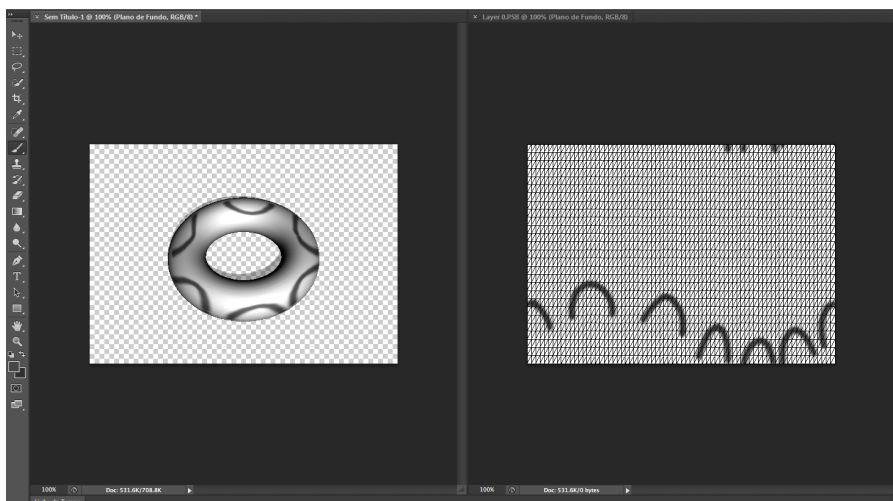 Sem Título-1 @ 100% (Plano de Fundo, RGB/8) *
Layer 0.PSB @ 100% (Plano de Fundo, RGB/8)
100%
Doc: 531.6K/708.8K
100%
Doc: 531.6K/0 bytes